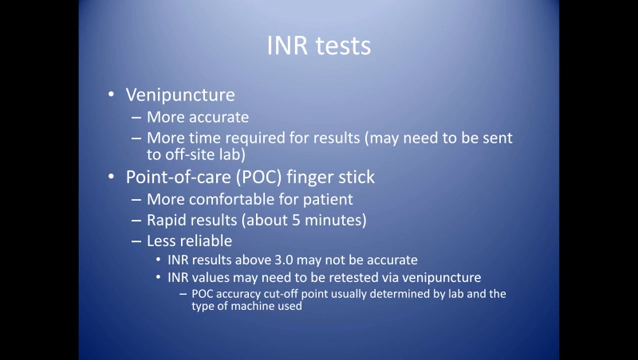 INR tests
• Venipuncture
– More accurate
– More time required for results (may need to be sent
to off-site lab)
• Point-of-care (POC) finger stick
– More comfortable for patient
– Rapid results (about 5 minutes)
– Less reliable
• INR results above 3.0 may not be accurate
• INR values may need to be retested via venipuncture
– POC accuracy cut-off point usually determined by lab and the
type of machine used